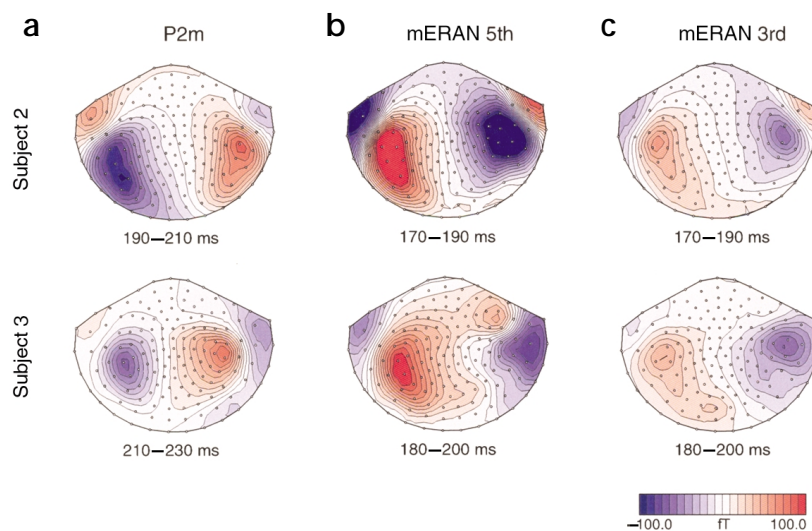 a
P2m
b
mERAN 5th
c
mERAN 3rd
Subject 2
190–210 ms
170–190 ms
170–190 ms
Subject 3
210–230 ms
180–200 ms
180–200 ms
–100.0 fT 100.0